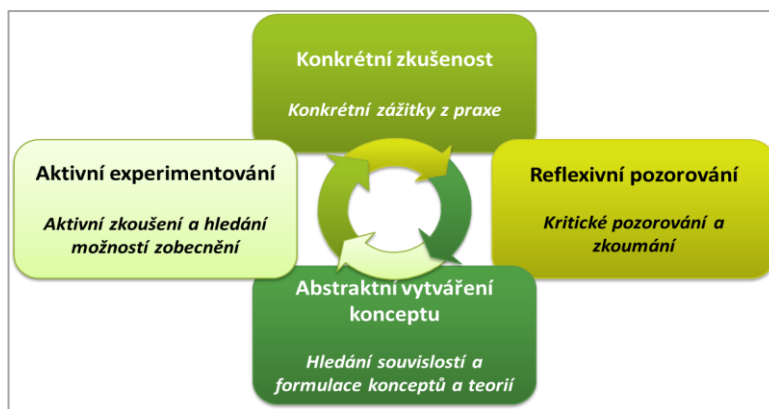 Konkrétní zkušenost
Konkrétní zážitky z praxe
Aktivní experimentování
Aktivní zkoušení a hledání
možností zobecnění
Reflexivní pozorování
Kritické pozorování a
zkoumání
Abstraktní vytváření
konceptu
Hledání souvislostí a
formulace konceptů a teorií